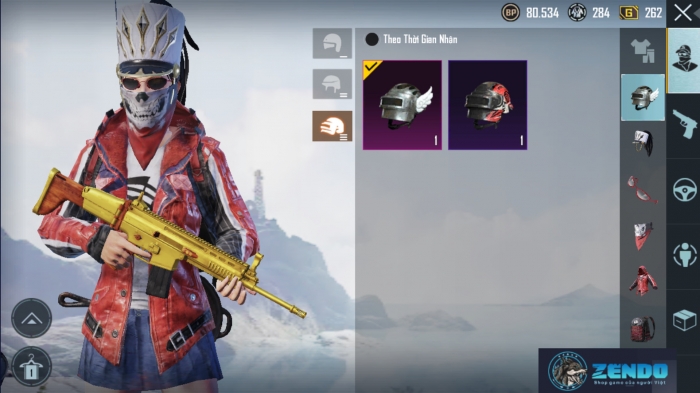 BP 80.534 284 G 262
Theo Thời Gian Nhận
1 1
ZENDO
Shop game của người Việt